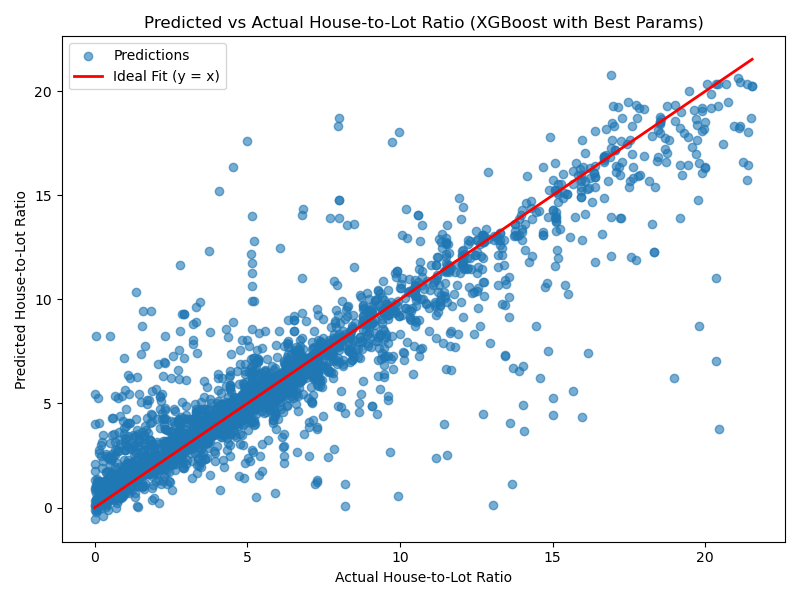 Predicted vs Actual House-to-Lot Ratio (XGBoost with Best Params)
Predictions
Ideal Fit (y = x)
Predicted House-to-Lot Ratio
20
15
10
5
0
0 5 10 15 20
Actual House-to-Lot Ratio